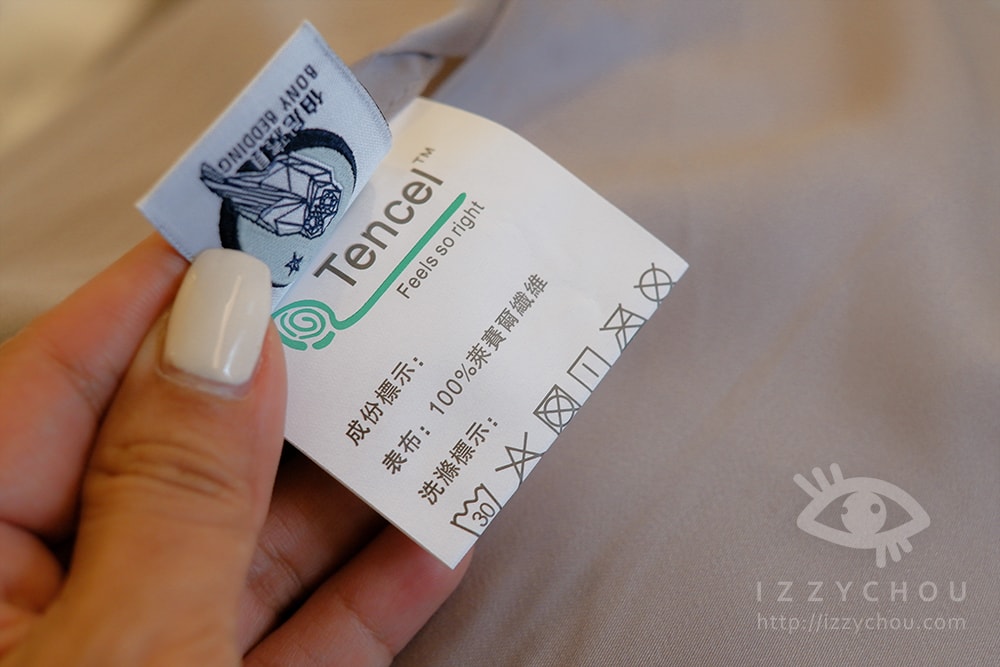 BONY BEDDING
Tencel™
Feels so right
成份標示：
表布：100%萊賽爾纖維
洗滌標示：
30
IZZYCHOU
http://izzychou.com